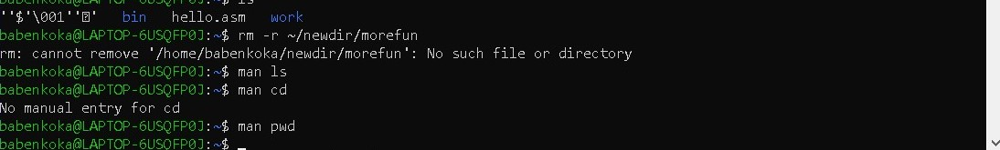 ''$'\001''' bin hello.asm work
babenkoka@LAPTOP-6USQFP0J:~$ rm -r ~/newdir/morefun
rm: cannot remove '/home/babenkoka/newdir/morefun': No such file or directory
babenkoka@LAPTOP-6USQFP0J:~$ man ls
babenkoka@LAPTOP-6USQFP0J:~$ man cd
No manual entry for cd
babenkoka@LAPTOP-6USQFP0J:~$ man pwd
babenkoka@LAPTOP-6USQFP0J:~$